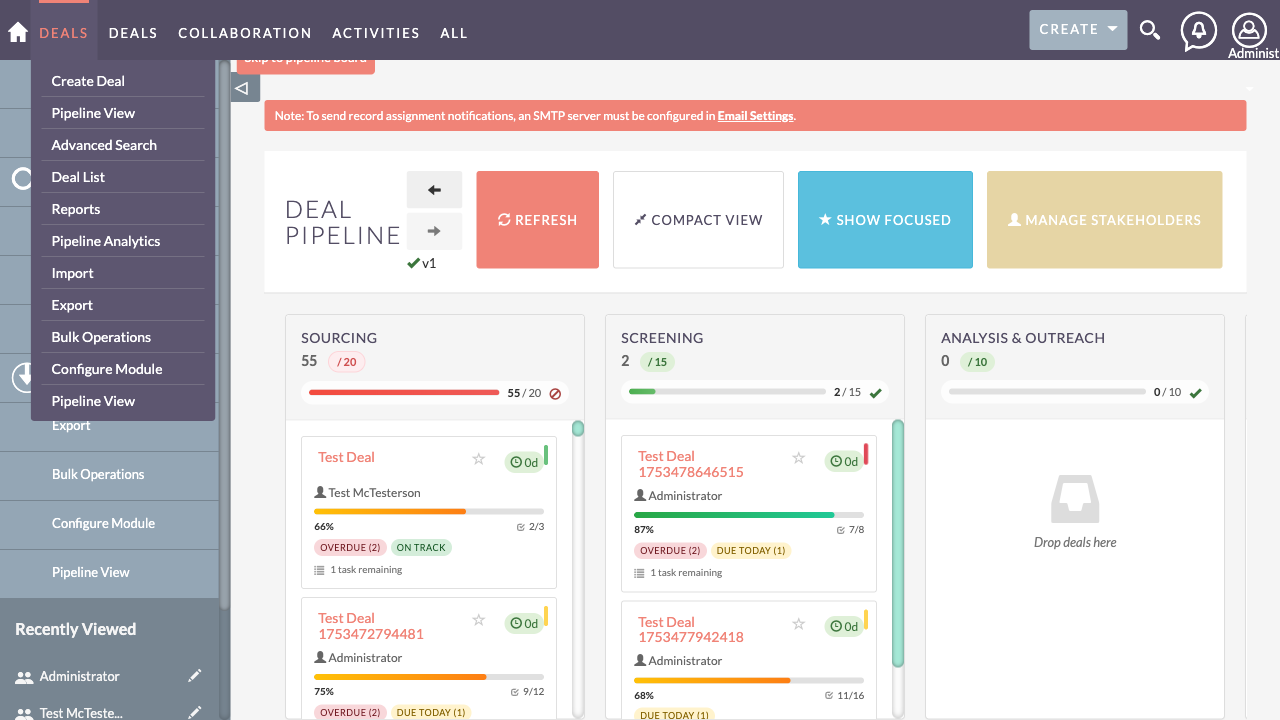 DEALS DEALS COLLABORATION ACTIVITIES ALL CREATE
Administ
Create Deal
Pipeline View
Advanced Search
Deal List
Reports
Pipeline Analytics
Import
Export
Bulk Operations
Configure Module
Pipeline View
Export
Bulk Operations
Configure Module
Pipeline View
Recently Viewed
Administrator
Test McTeste...
Skip to pipeline board
Note: To send record assignment notifications, an SMTP server must be configured in Email Settings.
DEAL
PIPELINE
v1
REFRESH
COMPACT VIEW
SHOW FOCUSED
MANAGE STAKEHOLDERS
SOURCING
55 / 20
55 / 20
Test Deal
0d
Test McTesterson
66% 2/3
OVERDUE (2) ON TRACK
1 task remaining
Test Deal
1753472794481
0d
Administrator
75% 9/12
OVERDUE (2) DUE TODAY (1)
SCREENING
2 / 15
2 / 15
Test Deal
1753478646515
0d
Administrator
87% 7/8
OVERDUE (2) DUE TODAY (1)
1 task remaining
Test Deal
1753477942418
0d
Administrator
68% 11/16
DUE TODAY (1)
ANALYSIS & OUTREACH
0 / 10
0 / 10
Drop deals here